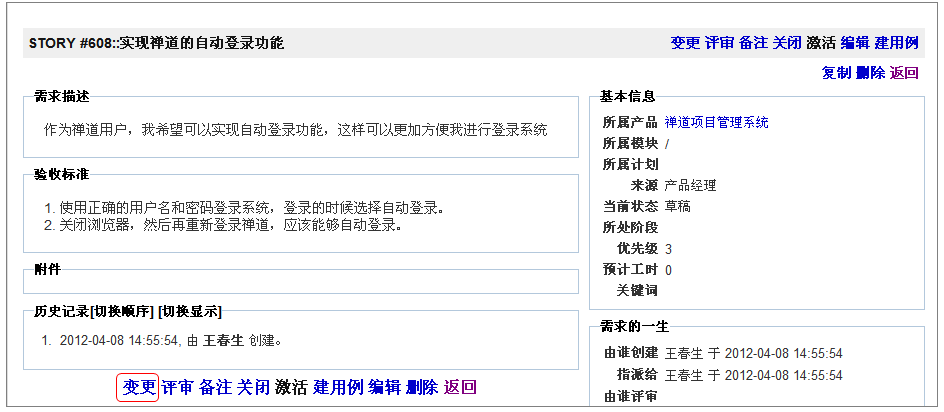 STORY #608::实现禅道的自动登录功能
变更 评审 备注 关闭 激活 编辑 建用例
复制 删除 返回
需求描述
作为禅道用户，我希望可以实现自动登录功能，这样可以更加方便我进行登录系统
验收标准
1. 使用正确的用户名和密码登录系统，登录的时候选择自动登录。
2. 关闭浏览器，然后再重新登录禅道，应该能够自动登录。
附件
历史记录[切换顺序] [切换显示]
1. 2012-04-08 14:55:54, 由 王春生 创建。
变更 评审 备注 关闭 激活 建用例 编辑 删除 返回
基本信息
所属产品 禅道项目管理系统
所属模块 /
所属计划
来源 产品经理
当前状态 草稿
所处阶段
优先级 3
预计工时 0
关键词
需求的一生
由谁创建 王春生 于 2012-04-08 14:55:54
指派给 王春生 于 2012-04-08 14:55:54
由谁评审